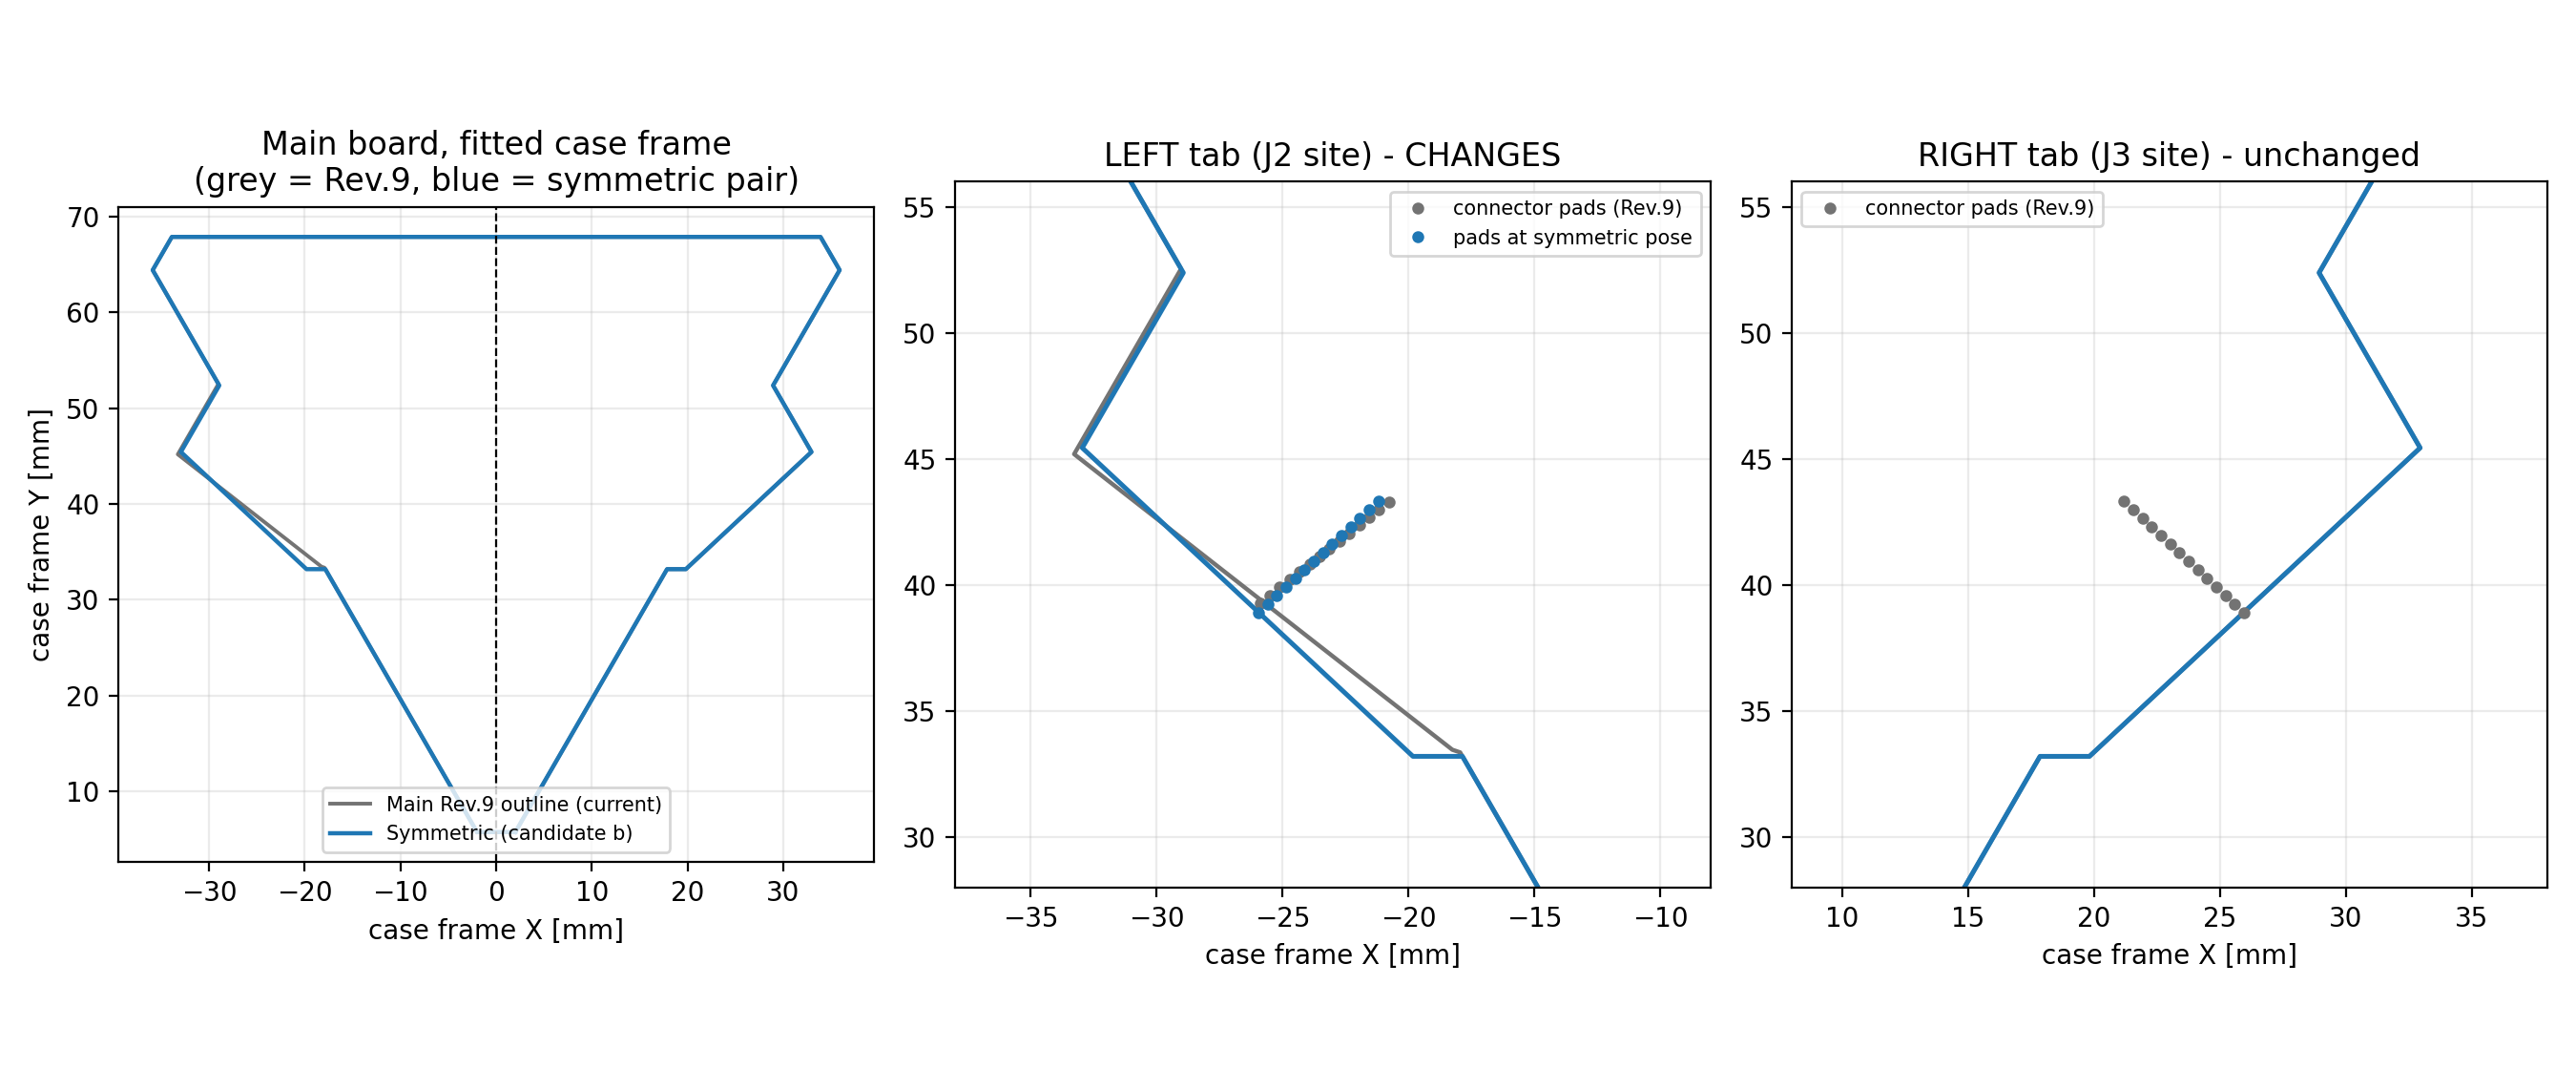 Main board, fitted case frame
(grey = Rev.9, blue = symmetric pair)
70
60
50
40
30
20
10
case frame Y [mm]
Main Rev.9 outline (current)
Symmetric (candidate b)
−30 −20 −10 0 10 20 30
case frame X [mm]
LEFT tab (J2 site) - CHANGES
connector pads (Rev.9)
pads at symmetric pose
55
50
45
40
35
30
−35 −30 −25 −20 −15 −10
case frame X [mm]
RIGHT tab (J3 site) - unchanged
connector pads (Rev.9)
55
50
45
40
35
30
10 15 20 25 30 35
case frame X [mm]